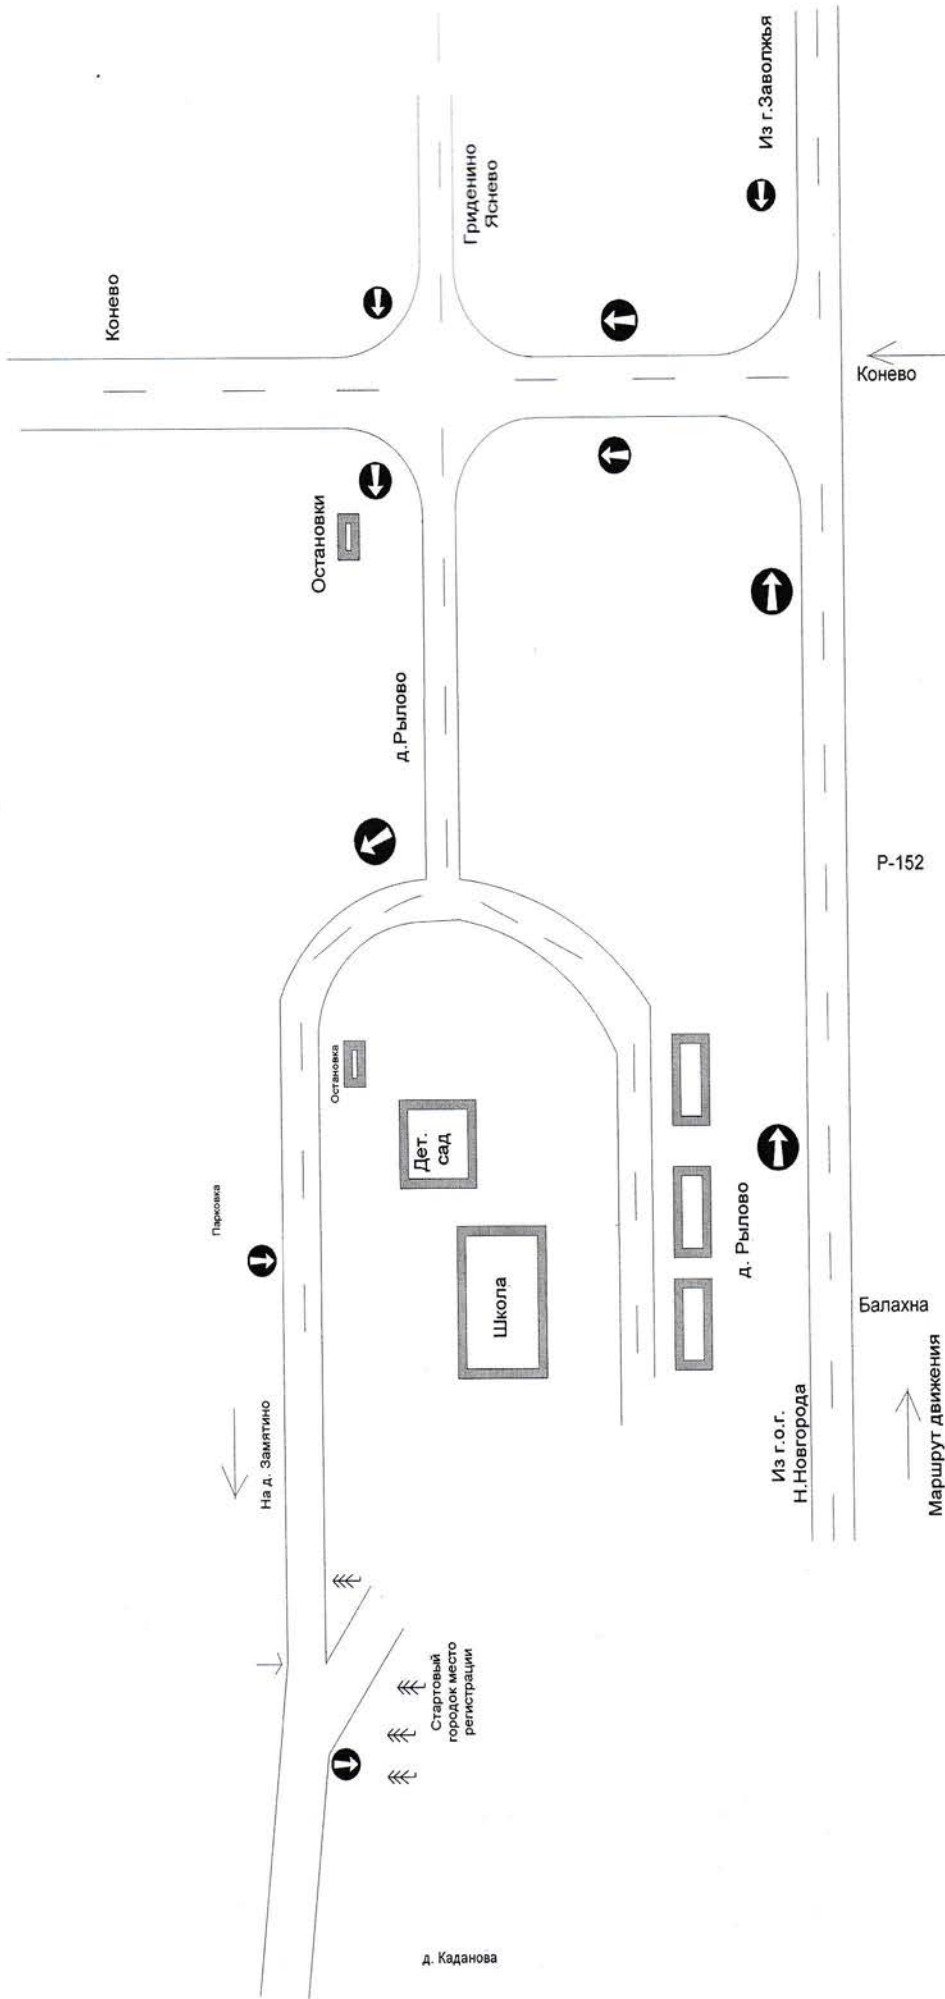 Конево
Из г.Заволжья
Гриденино
Яснево
Конево
Остановки
д.Рылово
Р-152
Остановка
Дет.
сад
Парковка
Школа
д. Рылово
Балахна
На д. Замятино
Из г.о.г.
Н.Новгорода
Маршрут движения
Стартовый
городок место
регистрации
д. Каданова